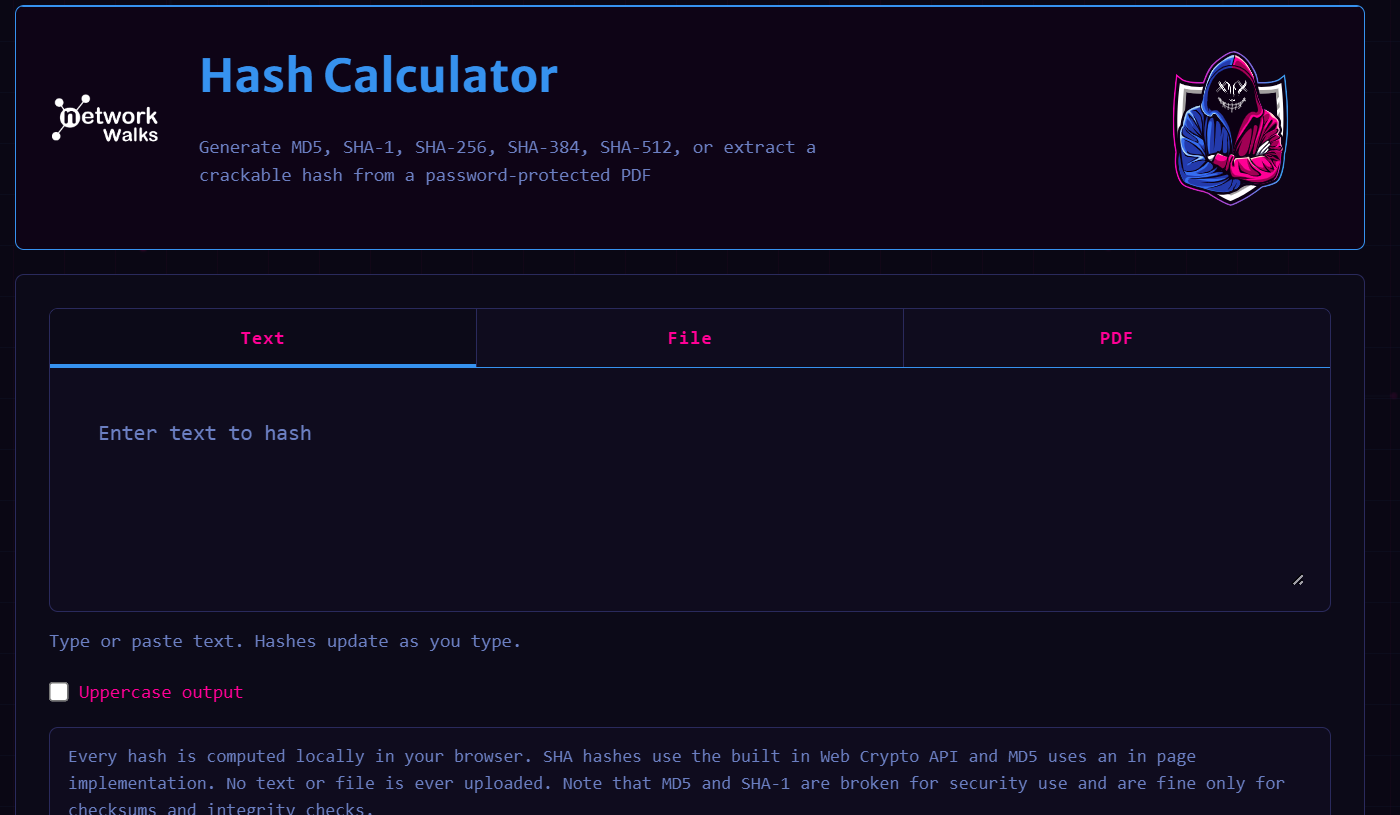 network
Walks
Hash Calculator
Generate MD5, SHA-1, SHA-256, SHA-384, SHA-512, or extract a
crackable hash from a password-protected PDF
Text
File
PDF
Enter text to hash
Type or paste text. Hashes update as you type.
Uppercase output
Every hash is computed locally in your browser. SHA hashes use the built in Web Crypto API and MD5 uses an in page
implementation. No text or file is ever uploaded. Note that MD5 and SHA-1 are broken for security use and are fine only for
checksums and integrity checks.